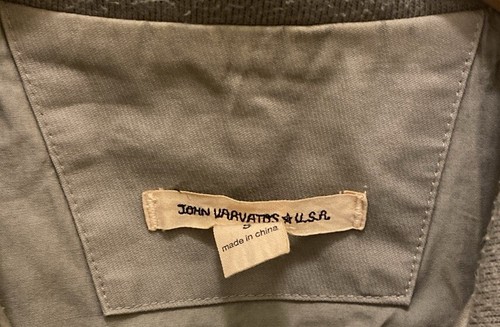 JOHN VARVATOS ★ U.S.A.
S
made in china